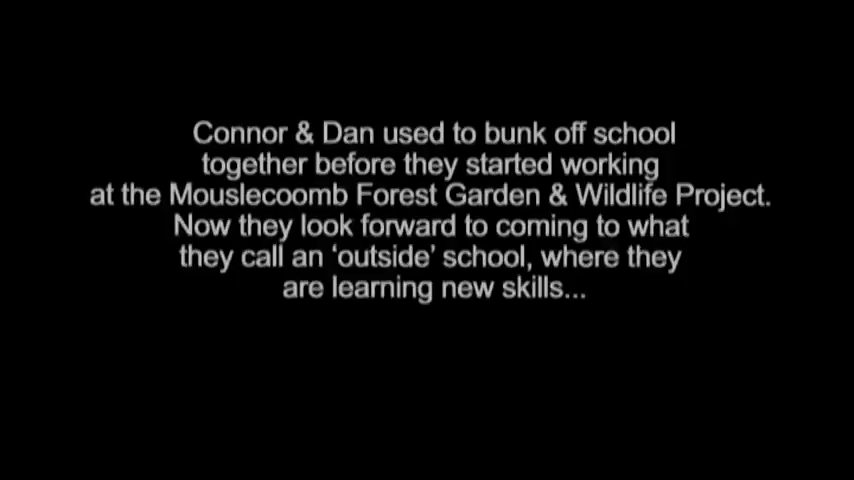 Connor & Dan used to bunk off school
together before they started working
at the Mouslecoomb Forest Garden & Wildlife Project.
Now they look forward to coming to what
they call an ‘outside’ school, where they
are learning new skills...